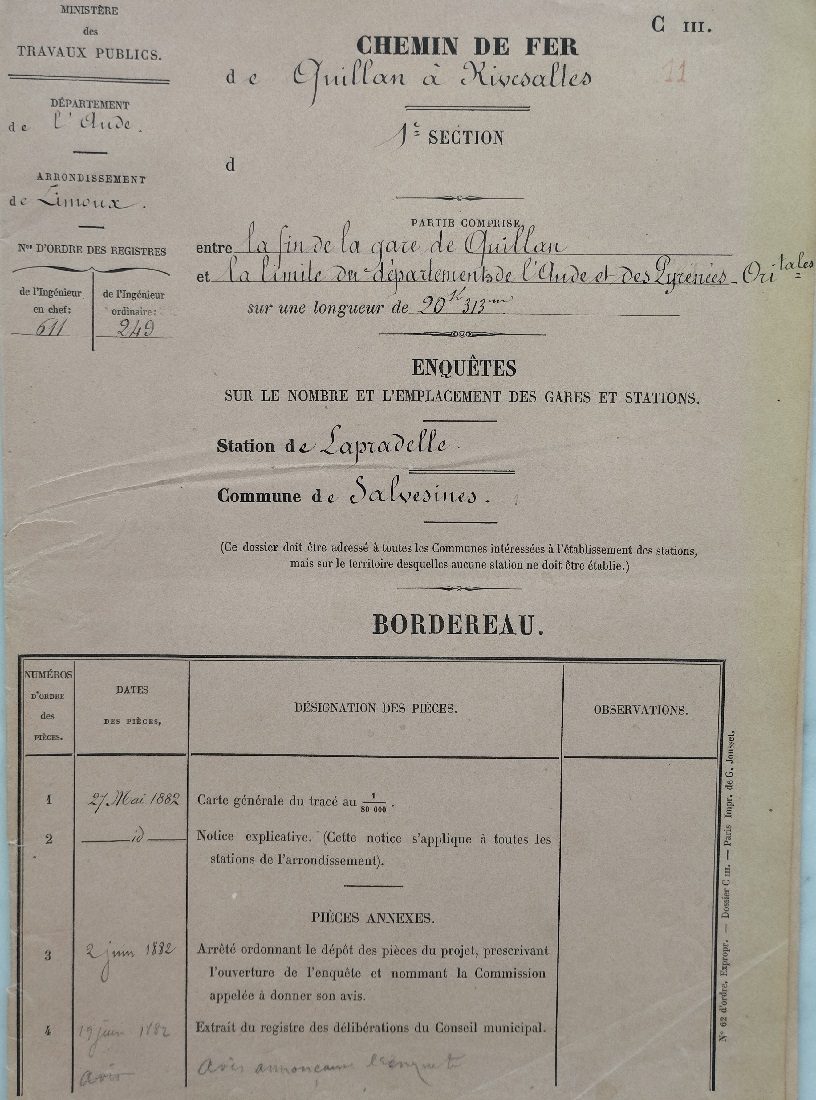 MINISTÈRE
des
TRAVAUX PUBLICS.
DÉPARTEMENT
de l'Aude.
ARRONDISSEMENT
de Limoux.
Nos D'ORDRE DES REGISTRES
de l'Ingénieur
en chef:
611
de l'Ingénieur
ordinaire:
249
C III.
11
CHEMIN DE FER
de Quillan à Rivesaltes
1re SECTION
d
PARTIE COMPRISE,
entre la fin de la gare de Quillan
et la limite du départements de l'Aude et des Pyrénées-Ori.tales
sur une longueur de 20k 313m
ENQUÊTES
SUR LE NOMBRE ET L'EMPLACEMENT DES GARES ET STATIONS.
Station de Lapradelle.
Commune de Salvesines.
(Ce dossier doit être adressé à toutes les Communes intéressées à l'établissement des stations,
mais sur le territoire desquelles aucune station ne doit être établie.)
BORDEREAU.
NUMÉROS
D'ORDRE
des
PIÈCES.
DATES
DES PIÈCES,
DÉSIGNATION DES PIÈCES.
OBSERVATIONS.
1 27 Mai 1882 Carte générale du tracé au 1/80 000.
2 id Notice explicative. (Cette notice s'applique à toutes les
stations de l'arrondissement).
PIÈCES ANNEXES.
3 2 juin 1882 Arrêté ordonnant le dépôt des pièces du projet, prescrivant
l'ouverture de l'enquête et nommant la Commission
appelée à donner son avis.
4 19 juin 1882 Extrait du registre des délibérations du Conseil municipal.
avis Avis annonçant l'enquête
No 62 d'ordre. Expropr. — Dossier C III. — Paris Impr. de G. Jousset.